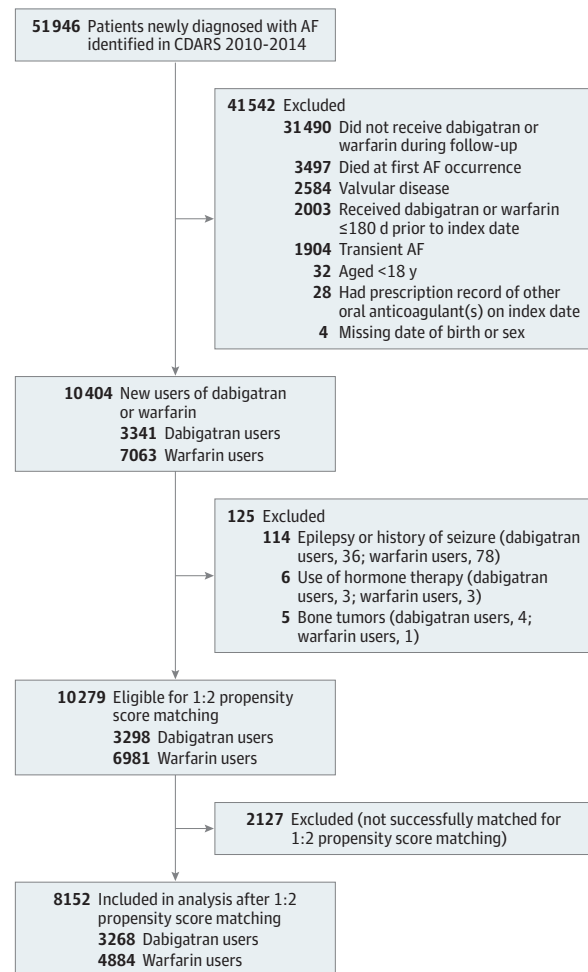 51946 Patients newly diagnosed with AF
identified in CDARS 2010-2014
41542 Excluded
31490 Did not receive dabigatran or
warfarin during follow-up
3497 Died at first AF occurrence
2584 Valvular disease
2003 Received dabigatran or warfarin
≤180 d prior to index date
1904 Transient AF
32 Aged <18 y
28 Had prescription record of other
oral anticoagulant(s) on index date
4 Missing date of birth or sex
10404 New users of dabigatran
or warfarin
3341 Dabigatran users
7063 Warfarin users
125 Excluded
114 Epilepsy or history of seizure (dabigatran
users, 36; warfarin users, 78)
6 Use of hormone therapy (dabigatran
users, 3; warfarin users, 3)
5 Bone tumors (dabigatran users, 4;
warfarin users, 1)
10279 Eligible for 1:2 propensity
score matching
3298 Dabigatran users
6981 Warfarin users
2127 Excluded (not successfully matched for
1:2 propensity score matching)
8152 Included in analysis after 1:2
propensity score matching
3268 Dabigatran users
4884 Warfarin users